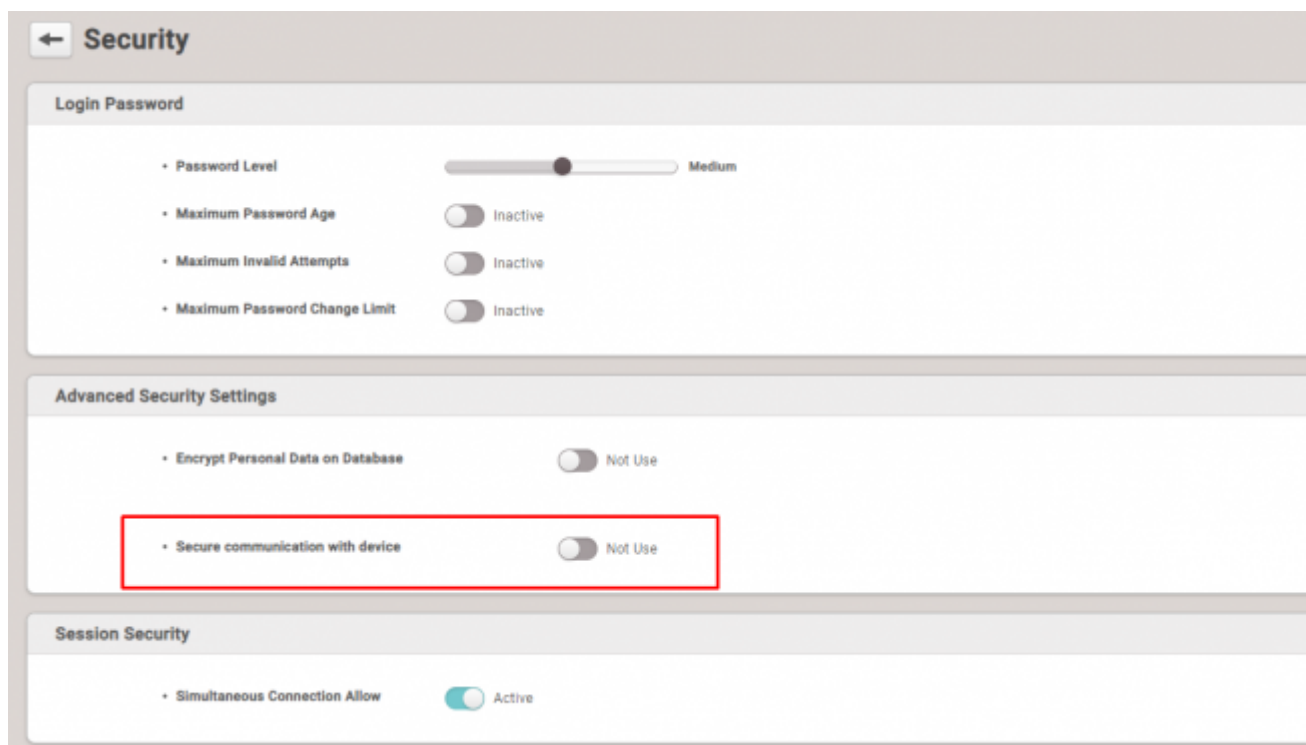 Security
Login Password
• Password Level Medium
• Maximum Password Age Inactive
• Maximum Invalid Attempts Inactive
• Maximum Password Change Limit Inactive
Advanced Security Settings
• Encrypt Personal Data on Database Not Use
• Secure communication with device Not Use
Session Security
• Simultaneous Connection Allow Active